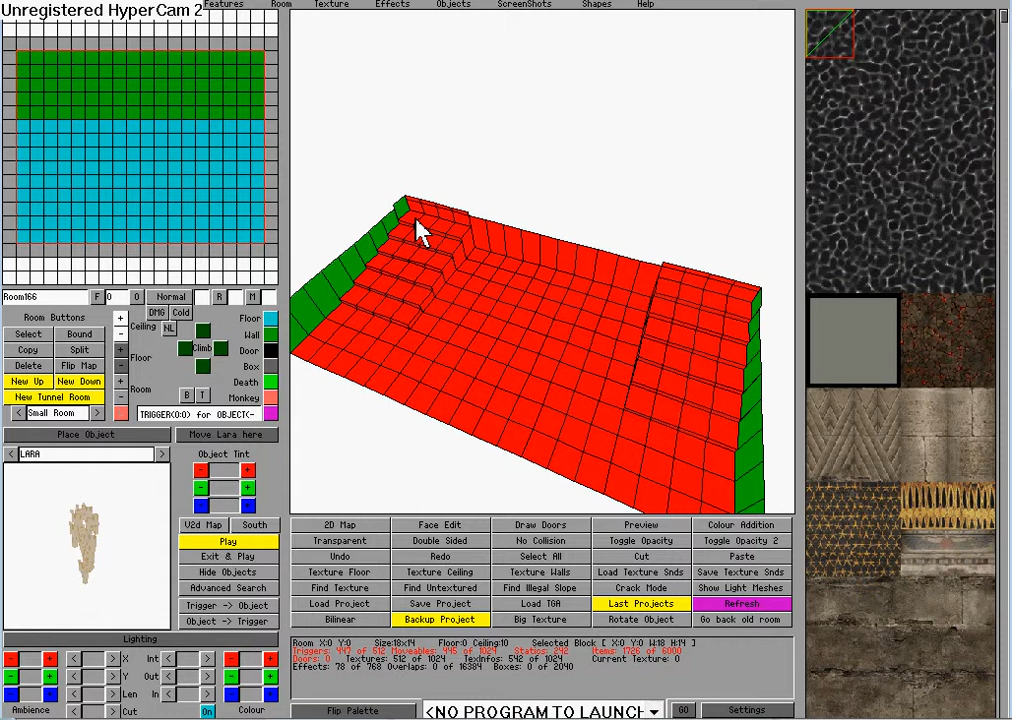 Unregistered HyperCam 2
Features Room Texture Effects Objects ScreenShots Shapes Help
Room166 F 0 O Normal R M
DMG Cold
Room Buttons + Ceiling NL Floor
Select Bound - Wall
Copy Split + Climb Door
Delete Flip Map - Floor Box
New Up New Down + Death
New Tunnel Room - Room B T Monkey
< Small Room > TRIGGER(0:0) for OBJECT(-
Place Object Move Lara here
< LARA > Object Tint
- +
- +
- +
V2d Map South
Play
Exit & Play
Hide Objects
Advanced Search
Trigger -> Object
Object -> Trigger
2D Map Face Edit Draw Doors Preview Colour Addition
Transparent Double Sided No Collision Toggle Opacity Toggle Opacity 2
Undo Redo Select All Cut Paste
Texture Floor Texture Ceiling Texture Walls Load Texture Snds Save Texture Snds
Find Texture Find Untextured Find Illegal Slope Crack Mode Show Light Meshes
Load Project Save Project Load TGA Last Projects Refresh
Bilinear Backup Project Big Texture Rotate Object Go back old room
Lighting
- + < > X Int < > - +
- + < > Y Out < > - +
- + < > Len In < > - +
Ambience < > Cut On Colour
Room X:0 Y:0 Size:18x14 Floor:0 Ceiling:10 Selected Block [ X:0 Y:0 W:18 H:14 ]
Triggers: 447 of 512 Moveables: 445 of 1024 Statics: 242 Items: 1726 of 6000
Doors: 0 Textures: 512 of 1024 TexInfos: 542 of 1024 Current Texture: 0
Effects: 78 of 768 Overlaps: 0 of 16384 Boxes: 0 of 2040
Flip Palette <NO PROGRAM TO LAUNCH GO Settings